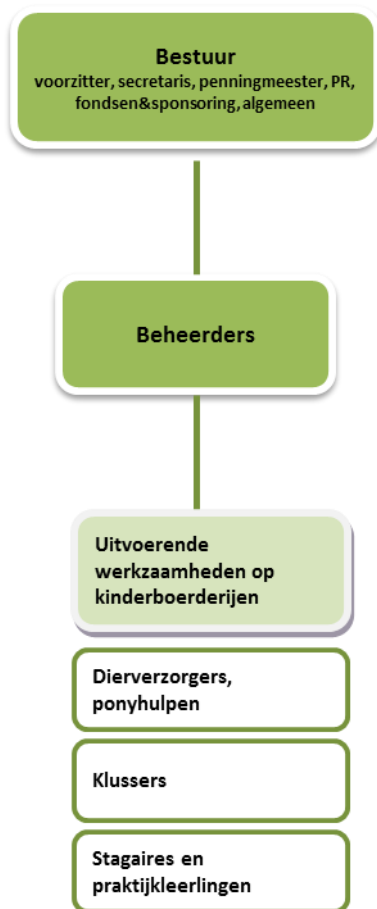 Bestuur
voorzitter, secretaris, penningmeester, PR,
fondsen&sponsoring, algemeen
Beheerders
Uitvoerende
werkzaamheden op
kinderboerderijen
Dierverzorgers,
ponyhulpen
Klussers
Stagaires en
praktijkleerlingen